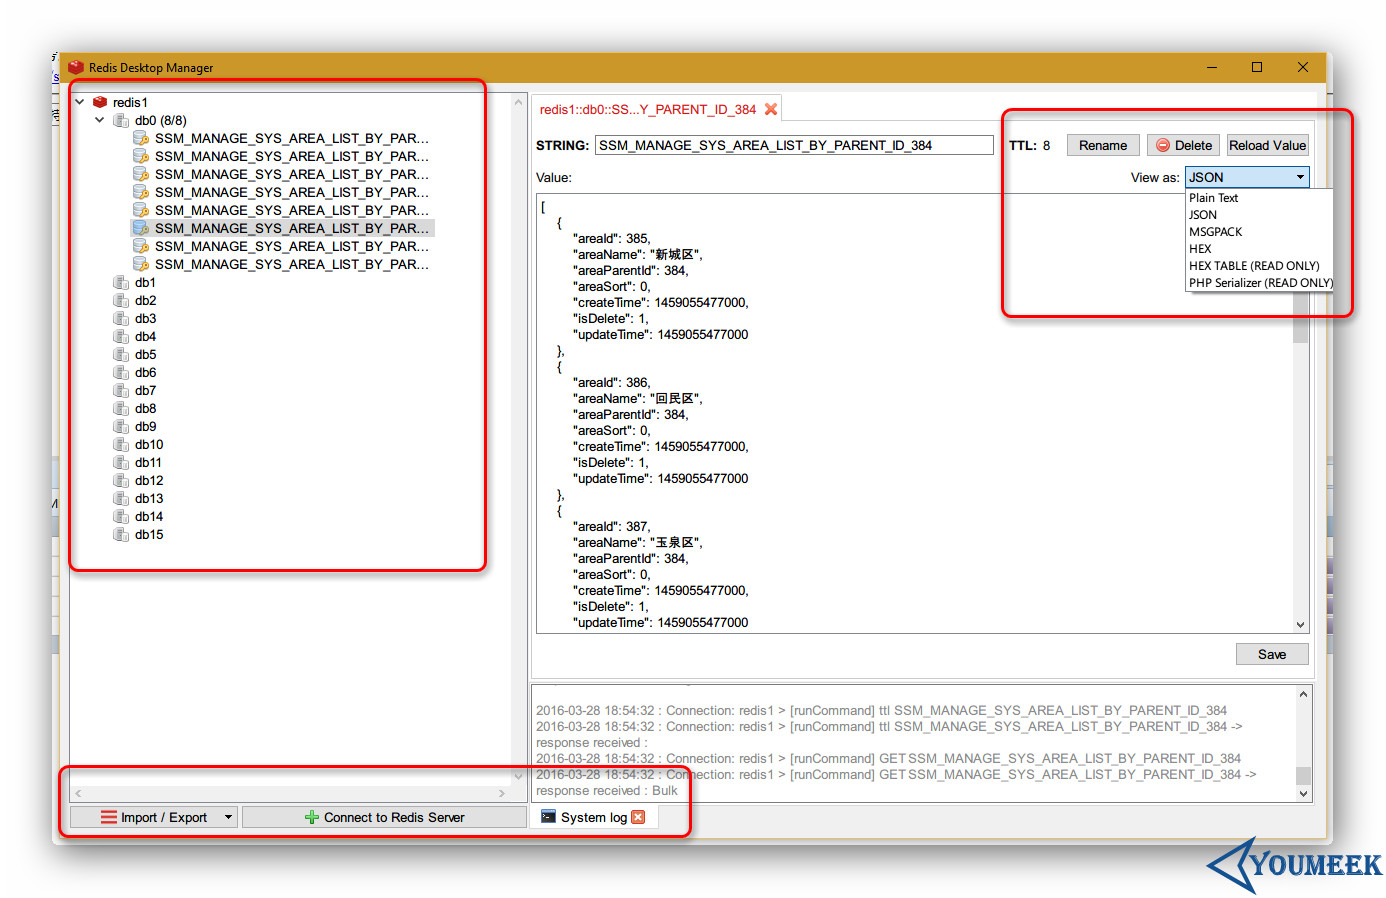 Redis Desktop Manager
redis1
db0 (8/8)
SSM_MANAGE_SYS_AREA_LIST_BY_PAR...
SSM_MANAGE_SYS_AREA_LIST_BY_PAR...
SSM_MANAGE_SYS_AREA_LIST_BY_PAR...
SSM_MANAGE_SYS_AREA_LIST_BY_PAR...
SSM_MANAGE_SYS_AREA_LIST_BY_PAR...
SSM_MANAGE_SYS_AREA_LIST_BY_PAR...
SSM_MANAGE_SYS_AREA_LIST_BY_PAR...
SSM_MANAGE_SYS_AREA_LIST_BY_PAR...
db1
db2
db3
db4
db5
db6
db7
db8
db9
db10
db11
db12
db13
db14
db15
Import / Export
Connect to Redis Server
redis1::db0::SS...Y_PARENT_ID_384
STRING: SSM_MANAGE_SYS_AREA_LIST_BY_PARENT_ID_384 TTL: 8 Rename Delete Reload Value
Value: View as: JSON
Plain Text
JSON
MSGPACK
HEX
HEX TABLE (READ ONLY)
PHP Serializer (READ ONLY)
[
{
"areaId": 385,
"areaName": "新城区",
"areaParentId": 384,
"areaSort": 0,
"createTime": 1459055477000,
"isDelete": 1,
"updateTime": 1459055477000
},
{
"areaId": 386,
"areaName": "回民区",
"areaParentId": 384,
"areaSort": 0,
"createTime": 1459055477000,
"isDelete": 1,
"updateTime": 1459055477000
},
{
"areaId": 387,
"areaName": "玉泉区",
"areaParentId": 384,
"areaSort": 0,
"createTime": 1459055477000,
"isDelete": 1,
"updateTime": 1459055477000
Save
2016-03-28 18:54:32 : Connection: redis1 > [runCommand] ttl SSM_MANAGE_SYS_AREA_LIST_BY_PARENT_ID_384
2016-03-28 18:54:32 : Connection: redis1 > [runCommand] ttl SSM_MANAGE_SYS_AREA_LIST_BY_PARENT_ID_384 ->
response received :
2016-03-28 18:54:32 : Connection: redis1 > [runCommand] GET SSM_MANAGE_SYS_AREA_LIST_BY_PARENT_ID_384
2016-03-28 18:54:32 : Connection: redis1 > [runCommand] GET SSM_MANAGE_SYS_AREA_LIST_BY_PARENT_ID_384 ->
response received : Bulk
System log
YOUMEEK